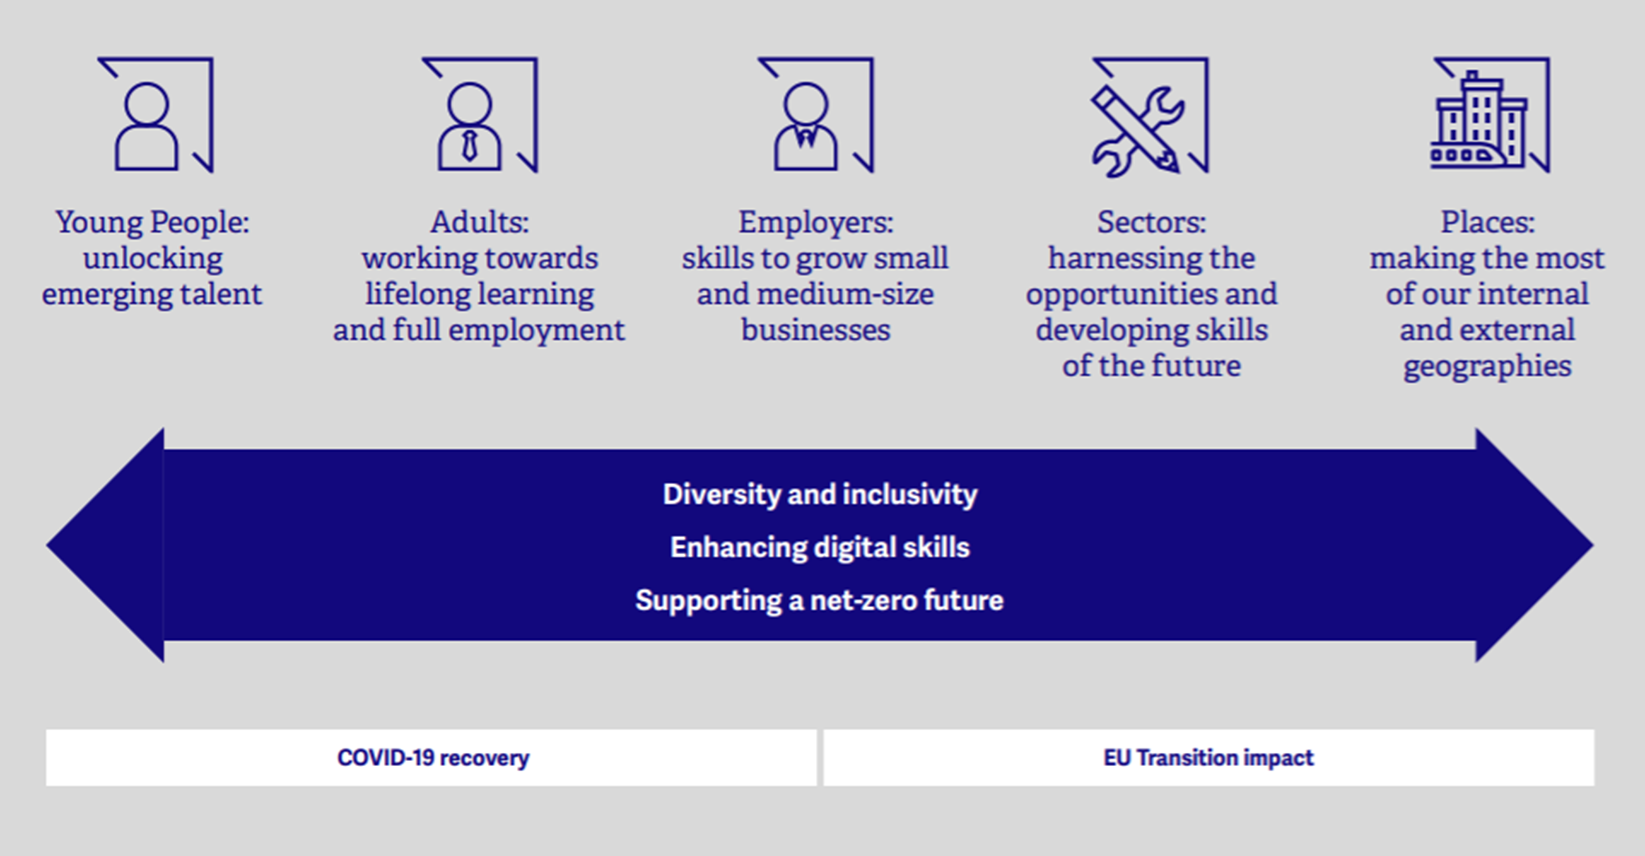 Young People:
unlocking
emerging talent
Adults:
working towards
lifelong learning
and full employment
Employers:
skills to grow small
and medium-size
businesses
Sectors:
harnessing the
opportunities and
developing skills
of the future
Places:
making the most
of our internal
and external
geographies
Diversity and inclusivity
Enhancing digital skills
Supporting a net-zero future
COVID-19 recovery
EU Transition impact